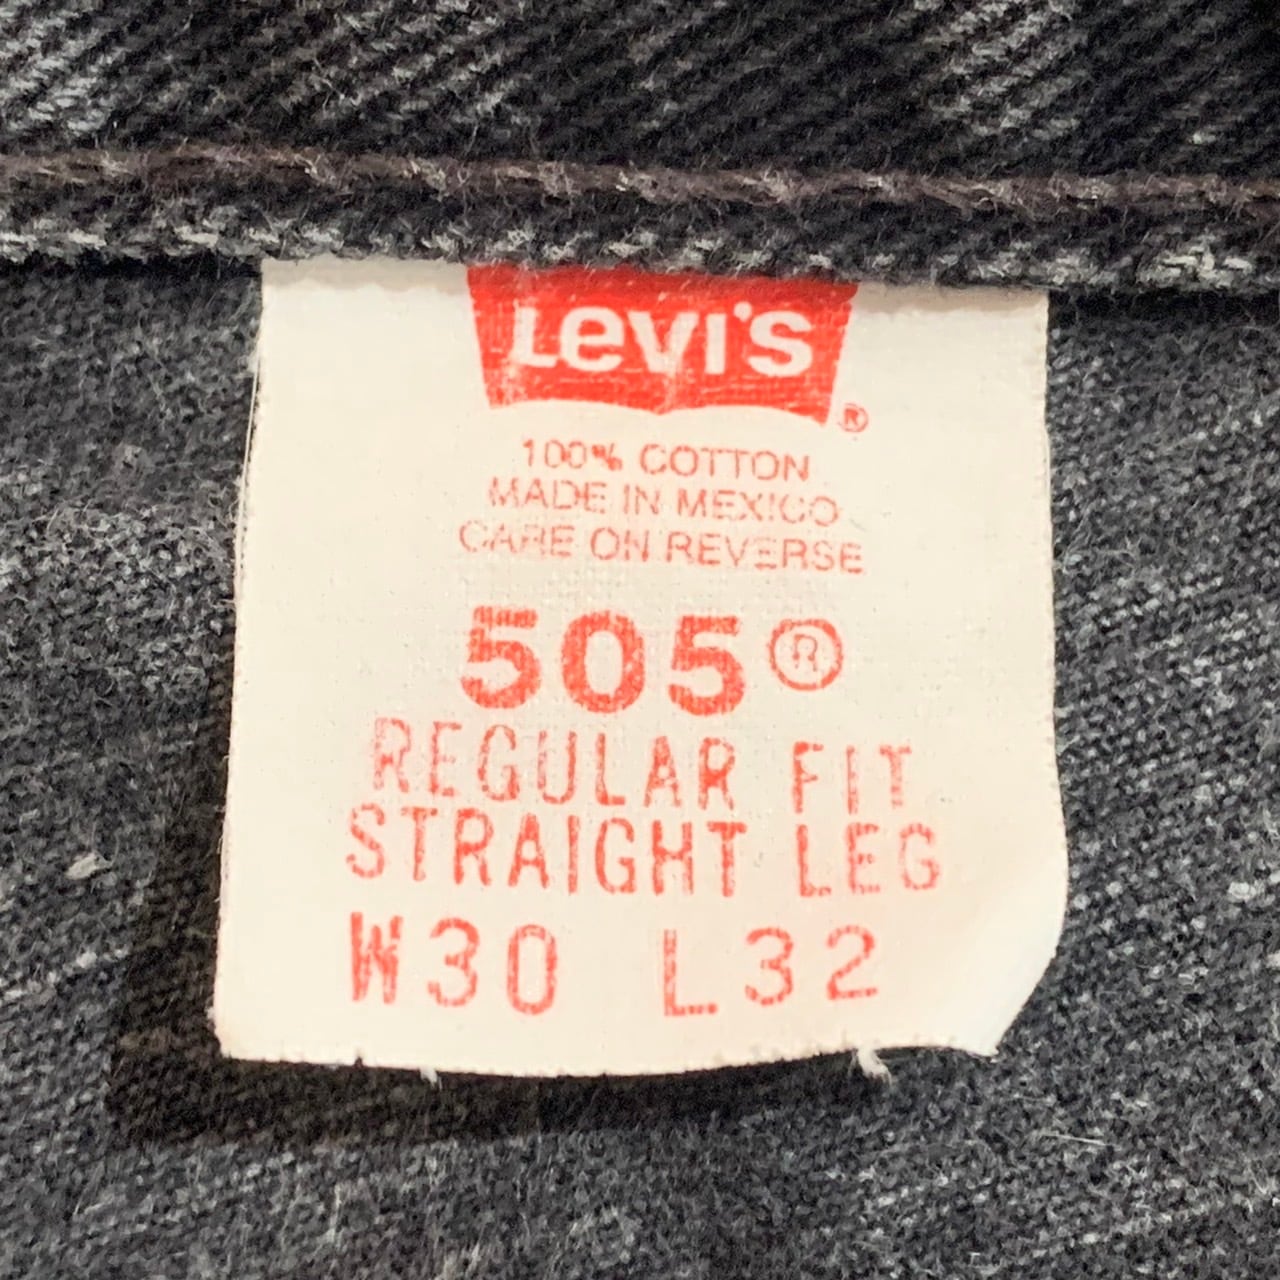 Levi's ®
100% COTTON
MADE IN MEXICO
CARE ON REVERSE
505®
REGULAR FIT
STRAIGHT LEG
W30 L32